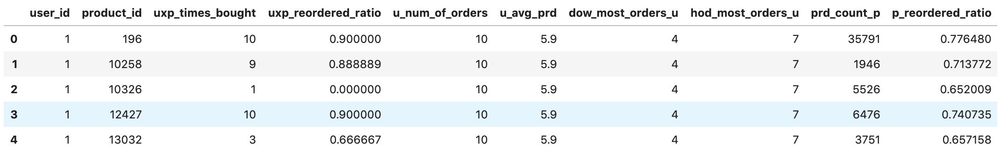 user_id product_id uxp_times_bought uxp_reordered_ratio u_num_of_orders u_avg_prd dow_most_orders_u hod_most_orders_u prd_count_p p_reordered_ratio
0 1 196 10 0.900000 10 5.9 4 7 35791 0.776480
1 1 10258 9 0.888889 10 5.9 4 7 1946 0.713772
2 1 10326 1 0.000000 10 5.9 4 7 5526 0.652009
3 1 12427 10 0.900000 10 5.9 4 7 6476 0.740735
4 1 13032 3 0.666667 10 5.9 4 7 3751 0.657158